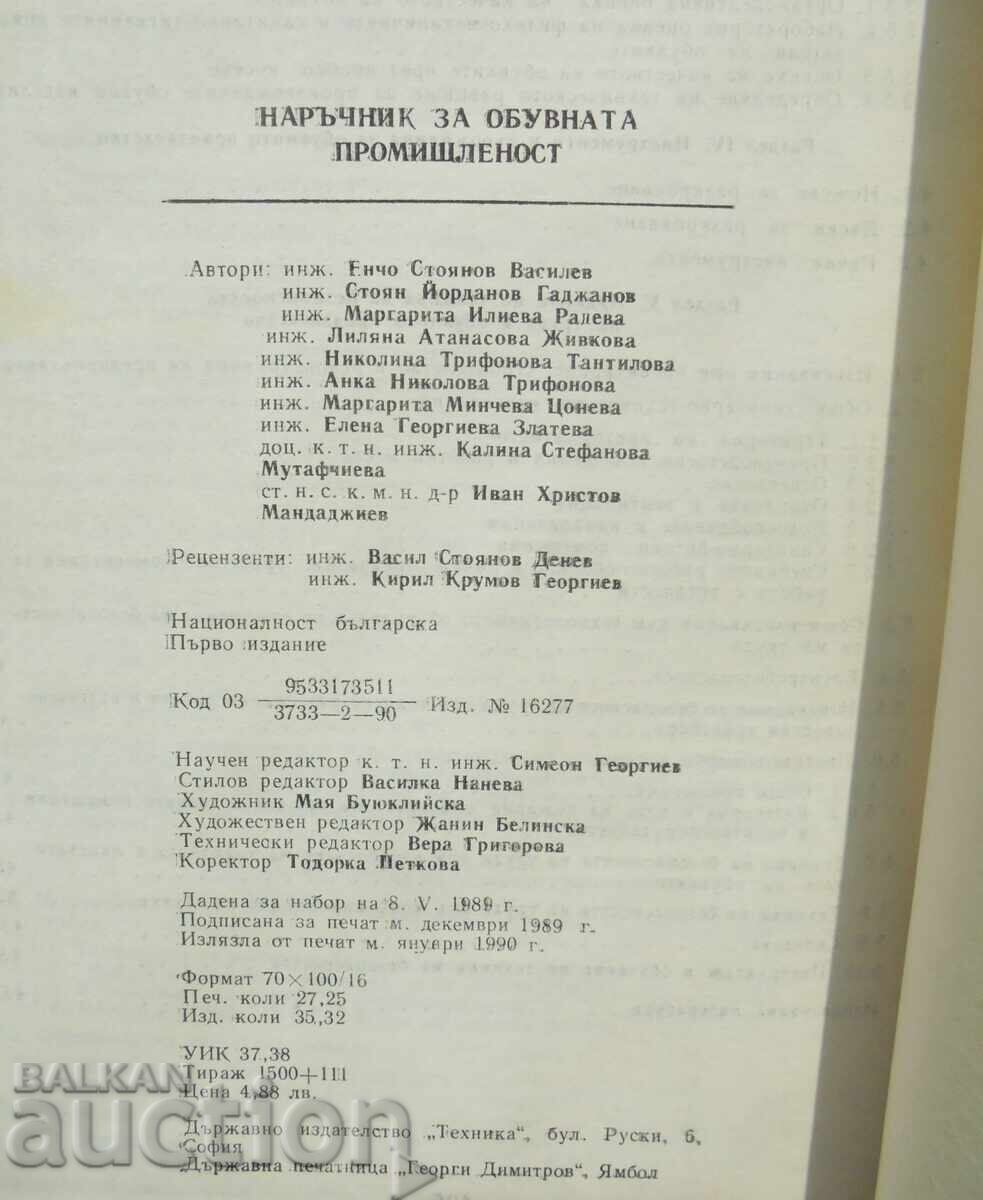 НАРЪЧНИК ЗА ОБУВНАТА
ПРОМИШЛЕНОСТ
Автори: инж. Енчо Стоянов Василев
инж. Стоян Йорданов Гаджанов
инж. Маргарита Илиева Ралева
инж. Лиляна Атанасова Живкова
инж. Николина Трифонова Тантилова
инж. Анка Николова Трифонова
инж. Маргарита Минчева Цонева
инж. Елена Георгиева Златева
доц. к. т. н. инж. Калина Стефанова
Мутафчиева
ст. н. с. к. м. н. д-р Иван Христов
Мандаджиев
Рецензенти: инж. Васил Стоянов Денев
инж. Кирил Крумов Георгиев
Националност българска
Първо издание
Код 03 9533173511/3733—2—90 Изд. № 16277
Научен редактор к. т. н. инж. Симеон Георгиев
Стилов редактор Василка Нанева
Художник Мая Буюклийска
Художествен редактор Жанин Белинска
Технически редактор Вера Григорова
Коректор Тодорка Петкова
Дадена за набор на 8. V. 1989 г.
Подписана за печат м. декември 1989 г.
Излязла от печат м. януари 1990 г.
Формат 70×100/16
Печ. коли 27,25
Изд. коли 35,32
УИК 37,38
Тираж 1500+111
Цена 4,88 лв.
Държавно издателство „Техника“, бул. Руски, 6,
София
Държавна печатница „Георги Димитров“, Ямбол
BALKAN
auction